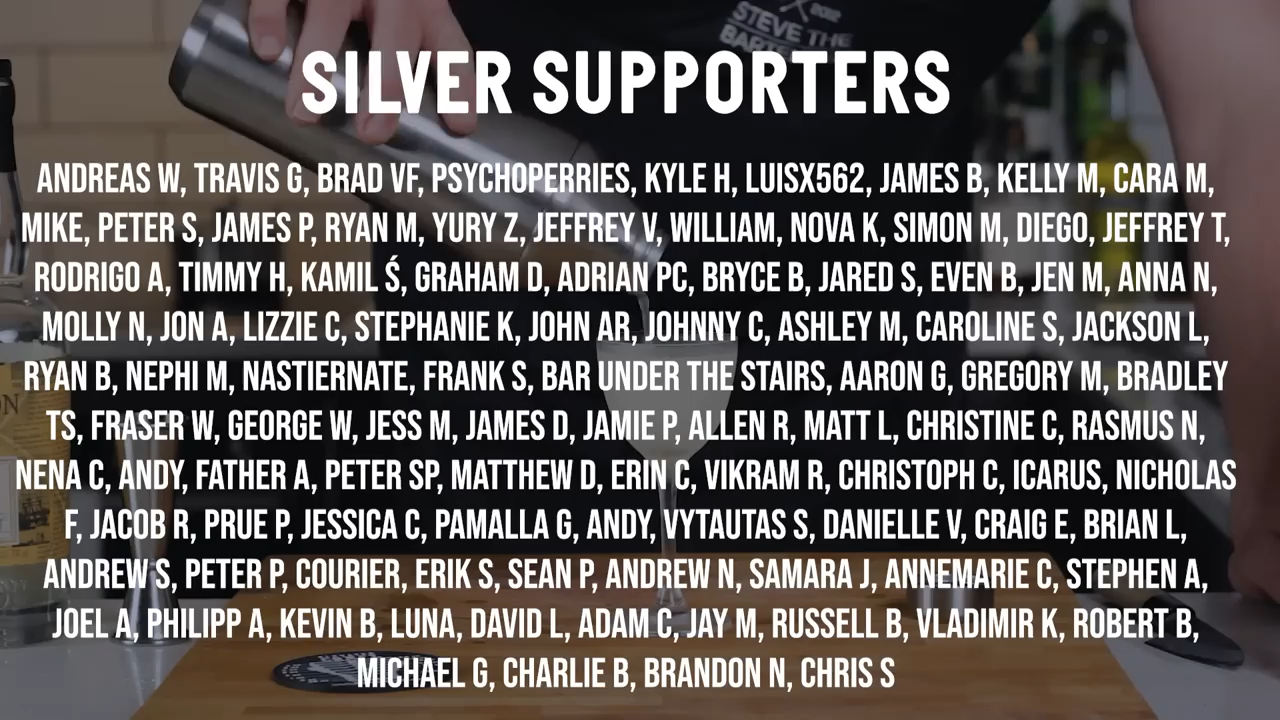 STEVE THE
SILVER SUPPORTERS
ANDREAS W, TRAVIS G, BRAD VF, PSYCHOPERRIES, KYLE H, LUISX562, JAMES B, KELLY M, CARA M,
MIKE, PETER S, JAMES P, RYAN M, YURY Z, JEFFREY V, WILLIAM, NOVA K, SIMON M, DIEGO, JEFFREY T,
RODRIGO A, TIMMY H, KAMIL Ś, GRAHAM D, ADRIAN PC, BRYCE B, JARED S, EVEN B, JEN M, ANNA N,
MOLLY N, JON A, LIZZIE C, STEPHANIE K, JOHN AR, JOHNNY C, ASHLEY M, CAROLINE S, JACKSON L,
RYAN B, NEPHI M, NASTIERNATE, FRANK S, BAR UNDER THE STAIRS, AARON G, GREGORY M, BRADLEY
TS, FRASER W, GEORGE W, JESS M, JAMES D, JAMIE P, ALLEN R, MATT L, CHRISTINE C, RASMUS N,
NENA C, ANDY, FATHER A, PETER SP, MATTHEW D, ERIN C, VIKRAM R, CHRISTOPH C, ICARUS, NICHOLAS
F, JACOB R, PRUE P, JESSICA C, PAMALLA G, ANDY, VYTAUTAS S, DANIELLE V, CRAIG E, BRIAN L,
ANDREW S, PETER P, COURIER, ERIK S, SEAN P, ANDREW N, SAMARA J, ANNEMARIE C, STEPHEN A,
JOEL A, PHILIPP A, KEVIN B, LUNA, DAVID L, ADAM C, JAY M, RUSSELL B, VLADIMIR K, ROBERT B,
MICHAEL G, CHARLIE B, BRANDON N, CHRIS S